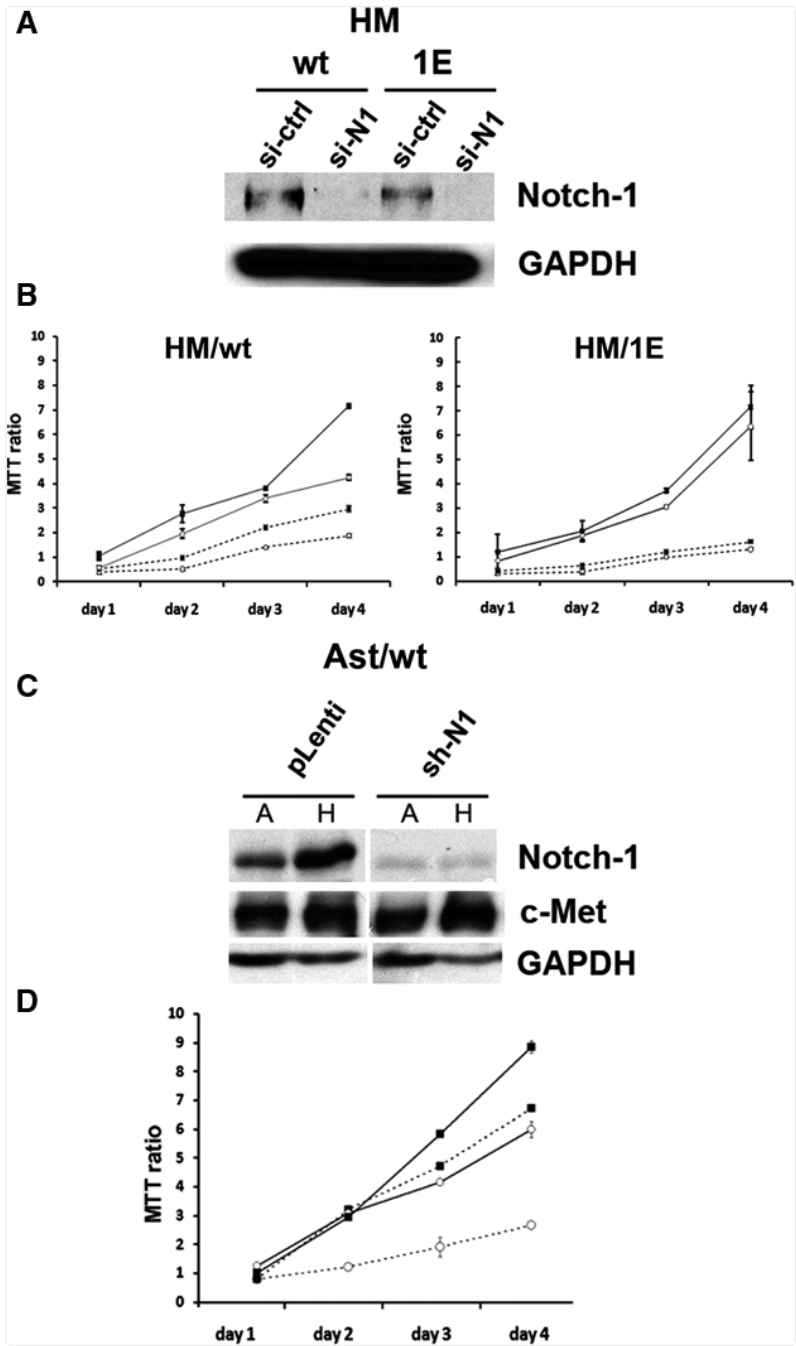 A
HM
wt 1E
si-ctrl si-N1 si-ctrl si-N1
Notch-1
GAPDH
B
HM/wt
MTT ratio
10
9
8
7
6
5
4
3
2
1
0
day 1 day 2 day 3 day 4
HM/1E
MTT ratio
10
9
8
7
6
5
4
3
2
1
0
day 1 day 2 day 3 day 4
Ast/wt
C
pLenti sh-N1
A H A H
Notch-1
c-Met
GAPDH
D
MTT ratio
10
9
8
7
6
5
4
3
2
1
0
day 1 day 2 day 3 day 4